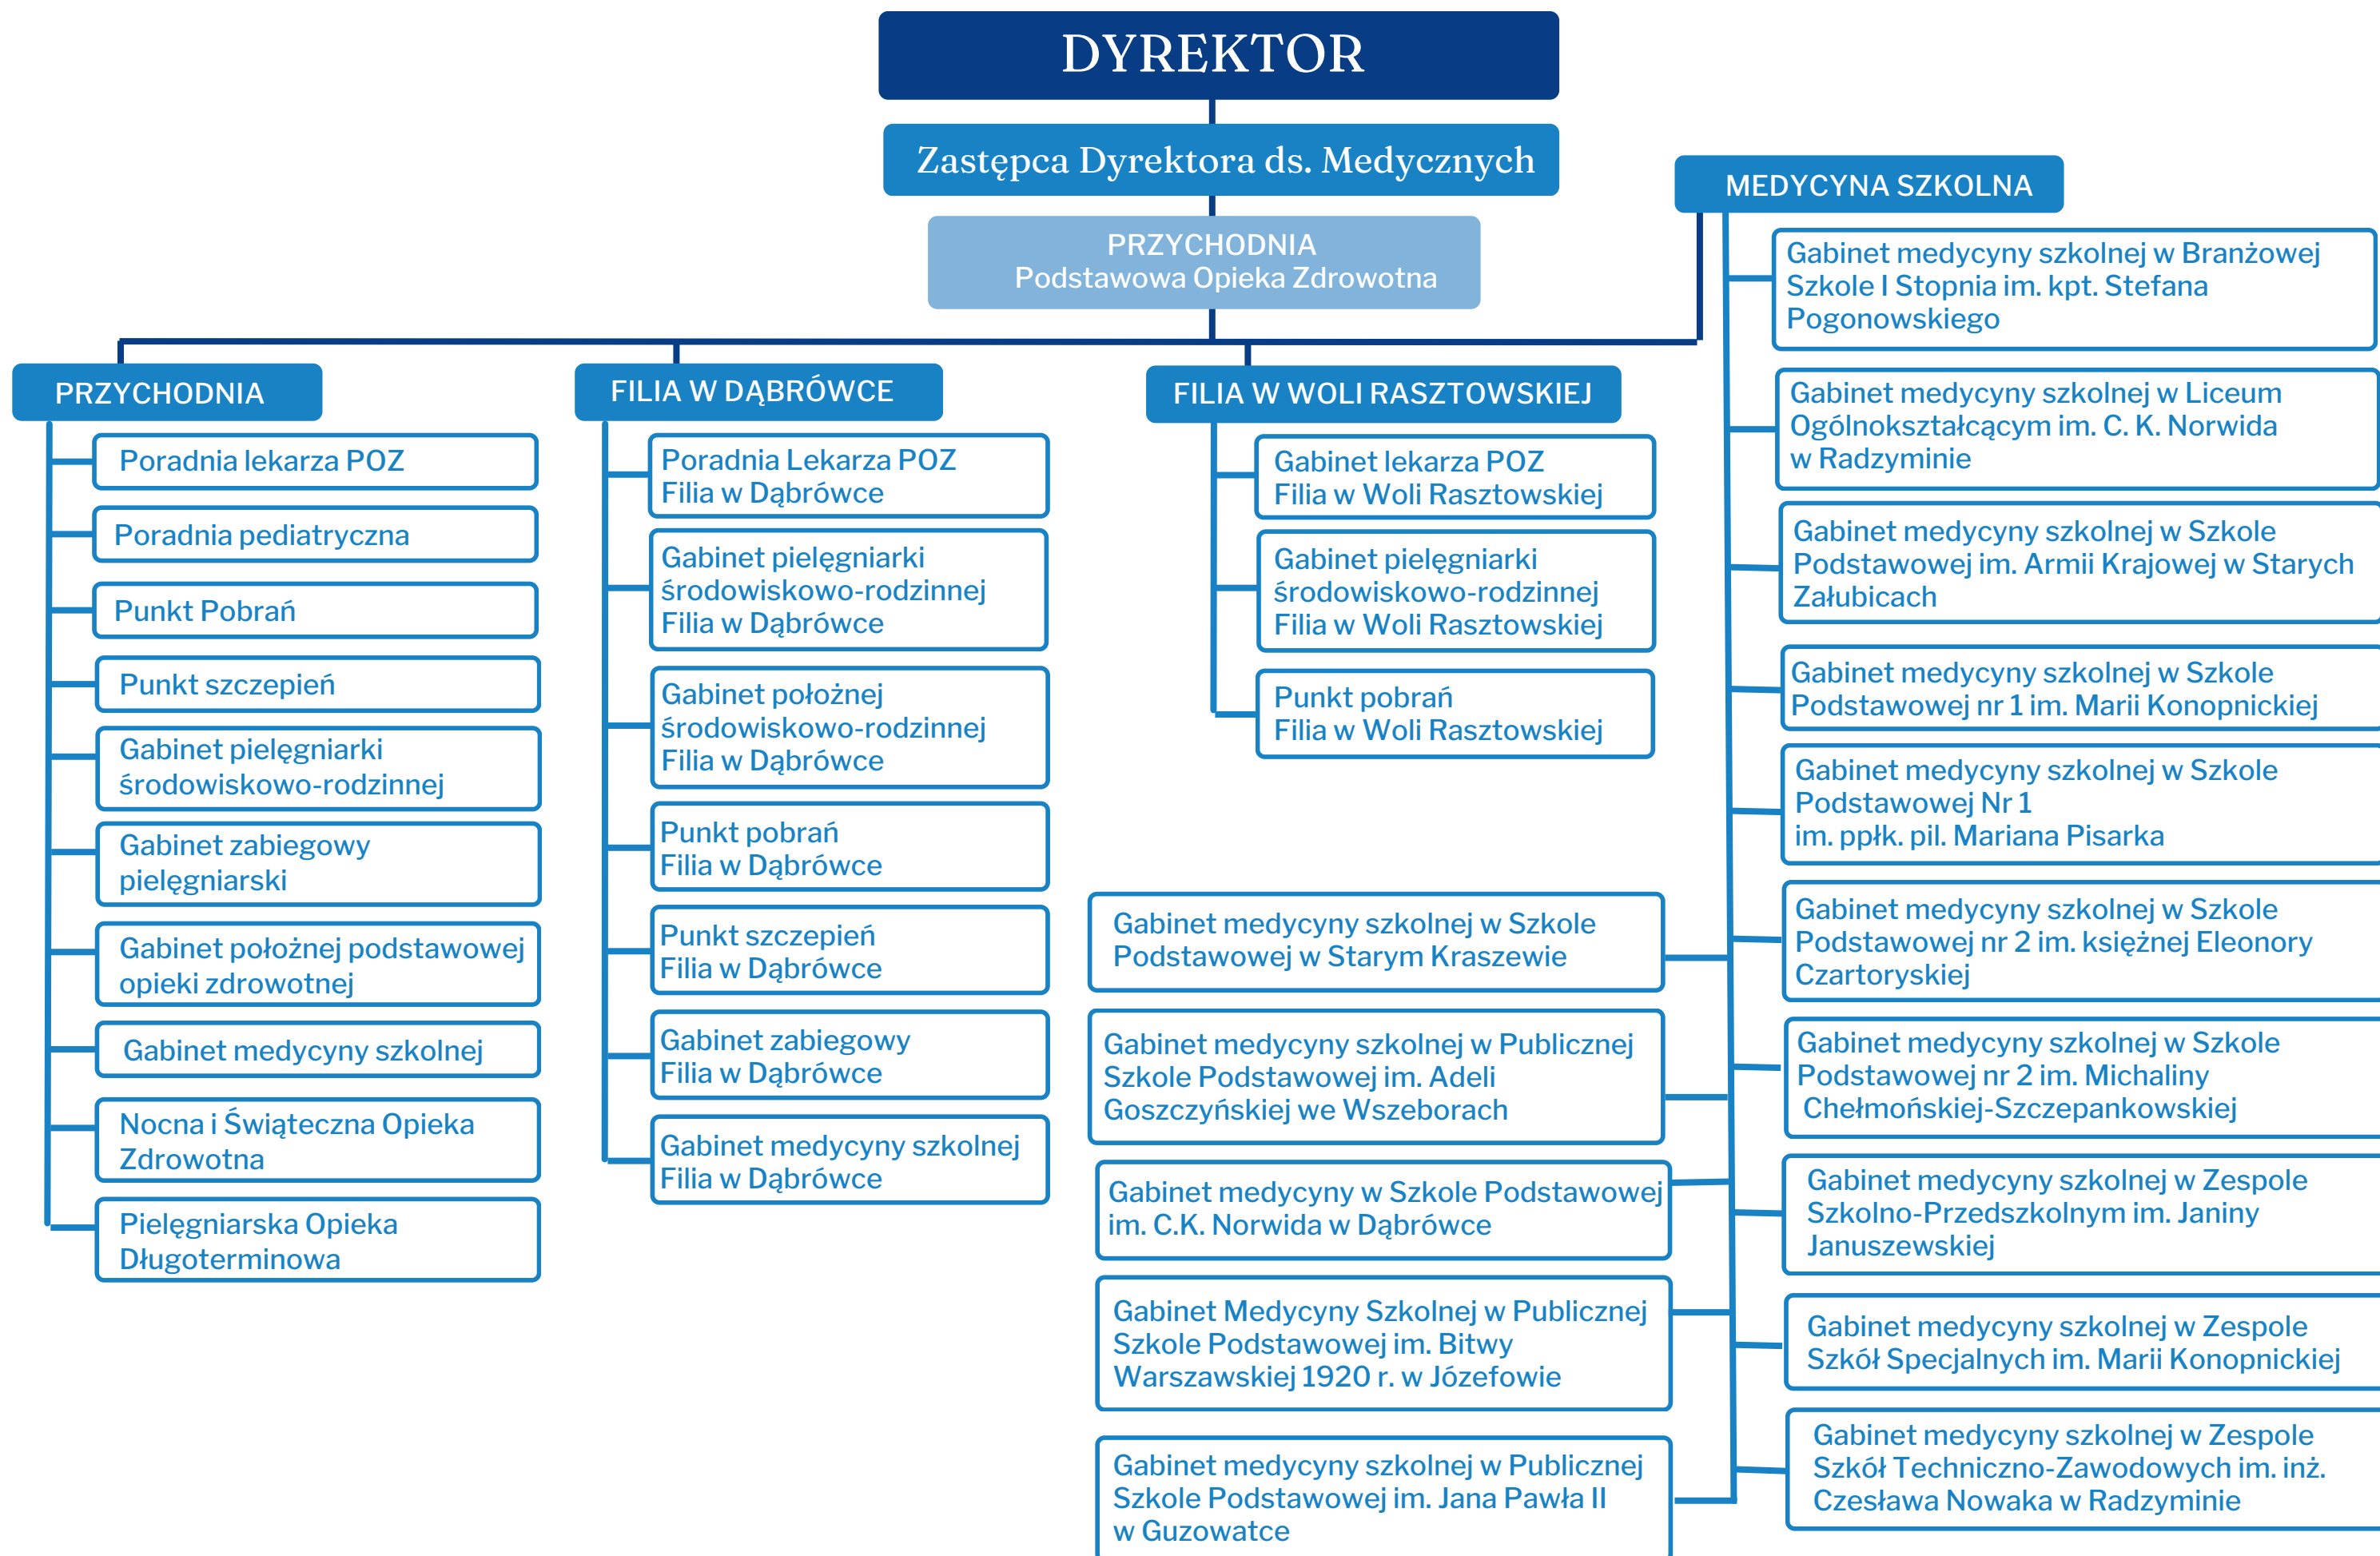 DYREKTOR
Zastępca Dyrektora ds. Medycznych
PRZYCHODNIA
Podstawowa Opieka Zdrowotna
PRZYCHODNIA
Poradnia lekarza POZ
Poradnia pediatryczna
Punkt Pobrań
Punkt szczepień
Gabinet pielęgniarki
środowiskowo-rodzinnej
Gabinet zabiegowy
pielęgniarski
Gabinet położnej podstawowej
opieki zdrowotnej
Gabinet medycyny szkolnej
Nocna i Świąteczna Opieka
Zdrowotna
Pielęgniarska Opieka
Długoterminowa
FILIA W DĄBRÓWCE
Poradnia Lekarza POZ
Filia w Dąbrówce
Gabinet pielęgniarki
środowiskowo-rodzinnej
Filia w Dąbrówce
Gabinet położnej
środowiskowo-rodzinnej
Filia w Dąbrówce
Punkt pobrań
Filia w Dąbrówce
Punkt szczepień
Filia w Dąbrówce
Gabinet zabiegowy
Filia w Dąbrówce
Gabinet medycyny szkolnej
Filia w Dąbrówce
FILIA W WOLI RASZTOWSKIEJ
Gabinet lekarza POZ
Filia w Woli Rasztowskiej
Gabinet pielęgniarki
środowiskowo-rodzinnej
Filia w Woli Rasztowskiej
Punkt pobrań
Filia w Woli Rasztowskiej
MEDYCYNA SZKOLNA
Gabinet medycyny szkolnej w Branżowej
Szkole I Stopnia im. kpt. Stefana
Pogonowskiego
Gabinet medycyny szkolnej w Liceum
Ogólnokształcącym im. C. K. Norwida
w Radzyminie
Gabinet medycyny szkolnej w Szkole
Podstawowej im. Armii Krajowej w Starych
Załubicach
Gabinet medycyny szkolnej w Szkole
Podstawowej nr 1 im. Marii Konopnickiej
Gabinet medycyny szkolnej w Szkole
Podstawowej Nr 1
im. ppłk. pil. Mariana Pisarka
Gabinet medycyny szkolnej w Szkole
Podstawowej nr 2 im. księżnej Eleonory
Czartoryskiej
Gabinet medycyny szkolnej w Szkole
Podstawowej nr 2 im. Michaliny
Chełmońskiej-Szczepankowskiej
Gabinet medycyny szkolnej w Zespole
Szkolno-Przedszkolnym im. Janiny
Januszewskiej
Gabinet medycyny szkolnej w Zespole
Szkół Specjalnych im. Marii Konopnickiej
Gabinet medycyny szkolnej w Zespole
Szkół Techniczno-Zawodowych im. inż.
Czesława Nowaka w Radzyminie
Gabinet medycyny szkolnej w Szkole
Podstawowej w Starym Kraszewie
Gabinet medycyny szkolnej w Publicznej
Szkole Podstawowej im. Adeli
Goszczyńskiej we Wszeborach
Gabinet medycyny w Szkole Podstawowej
im. C.K. Norwida w Dąbrówce
Gabinet Medycyny Szkolnej w Publicznej
Szkole Podstawowej im. Bitwy
Warszawskiej 1920 r. w Józefowie
Gabinet medycyny szkolnej w Publicznej
Szkole Podstawowej im. Jana Pawła II
w Guzowatce